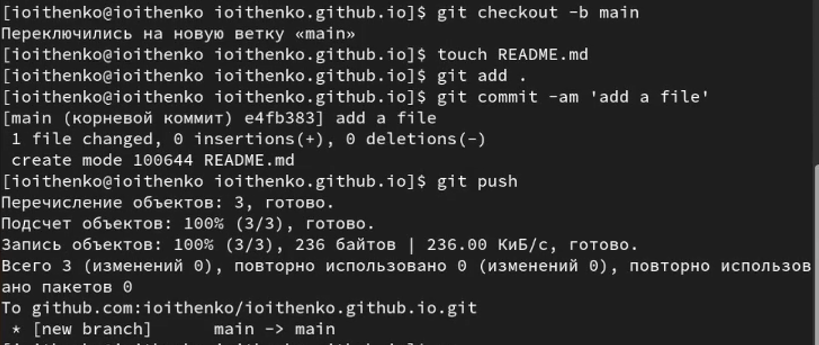 [ioithenko@ioithenko ioithenko.github.io]$ git checkout -b main
Переключились на новую ветку «main»
[ioithenko@ioithenko ioithenko.github.io]$ touch README.md
[ioithenko@ioithenko ioithenko.github.io]$ git add .
[ioithenko@ioithenko ioithenko.github.io]$ git commit -am 'add a file'
[main (корневой коммит) e4fb383] add a file
 1 file changed, 0 insertions(+), 0 deletions(-)
 create mode 100644 README.md
[ioithenko@ioithenko ioithenko.github.io]$ git push
Перечисление объектов: 3, готово.
Подсчет объектов: 100% (3/3), готово.
Запись объектов: 100% (3/3), 236 байтов | 236.00 КиБ/с, готово.
Всего 3 (изменений 0), повторно использовано 0 (изменений 0), повторно использов
ано пакетов 0
To github.com:ioithenko/ioithenko.github.io.git
 * [new branch]      main -> main